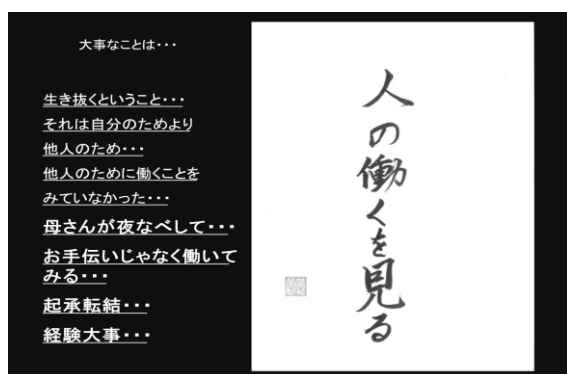 大事なことは・・・
生き抜くということ・・・
それは自分のためより
他人のため・・・
他人のために働くことを
みていなかった・・・
母さんが夜なべして・・・
お手伝いじゃなく働いて
みる・・・
起承転結・・・
経験大事・・・
人の働くを見る